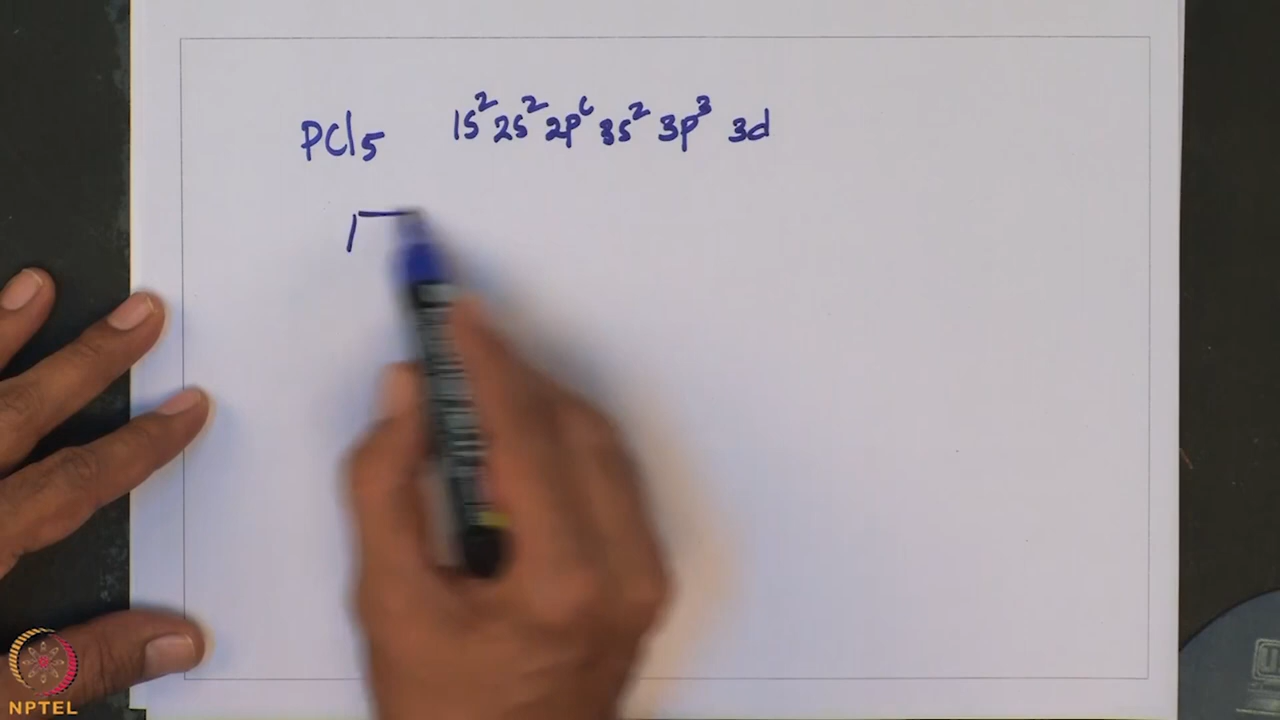 PCl₅ 1s² 2s² 2p⁶ 3s² 3p³ 3d
NPTEL